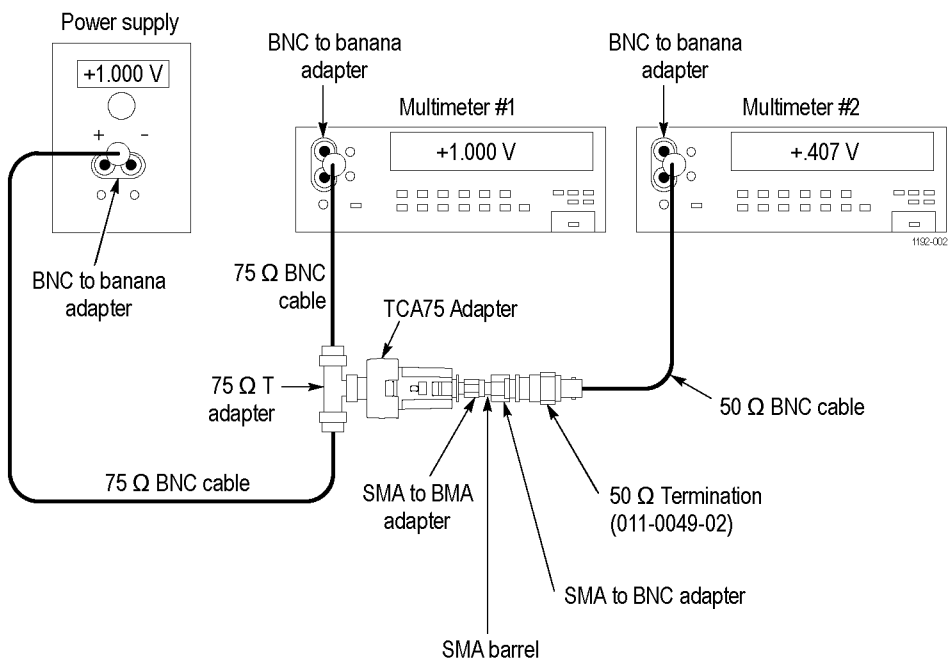 Power supply
+1.000 V
+ -
BNC to banana
adapter
BNC to banana
adapter
Multimeter #1
+1.000 V
BNC to banana
adapter
Multimeter #2
+.407 V
1192-002
75 Ω BNC
cable
TCA75 Adapter
75 Ω T
adapter
50 Ω BNC cable
75 Ω BNC cable
SMA to BMA
adapter
50 Ω Termination
(011-0049-02)
SMA to BNC adapter
SMA barrel